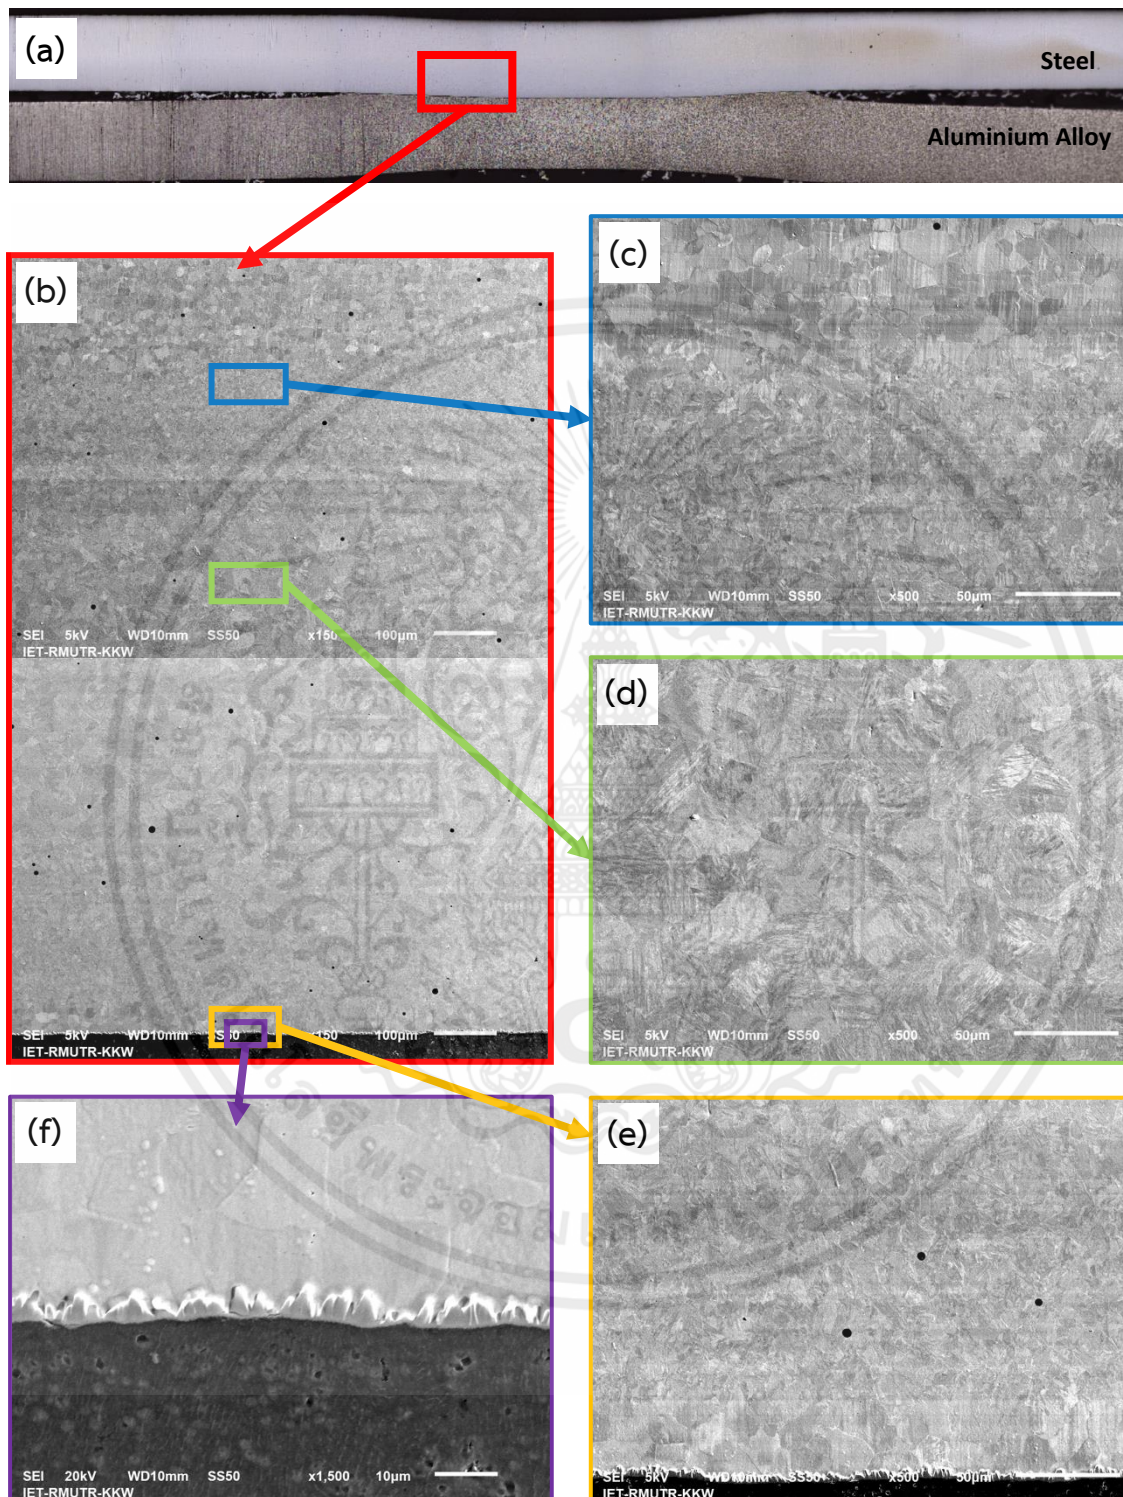 (a)
Steel
Aluminium Alloy
(b)
SEI 5kV WD10mm SS50 x150 100µm
IET-RMUTR-KKW
SEI 5kV WD10mm SS50 x150 100µm
IET-RMUTR-KKW
(c)
SEI 5kV WD10mm SS50 x500 50µm
IET-RMUTR-KKW
(d)
SEI 5kV WD10mm SS50 x500 50µm
IET-RMUTR-KKW
(f)
SEI 20kV WD10mm SS50 x1,500 10µm
IET-RMUTR-KKW
(e)
SEI 5kV WD10mm SS50 x500 50µm
IET-RMUTR-KKW